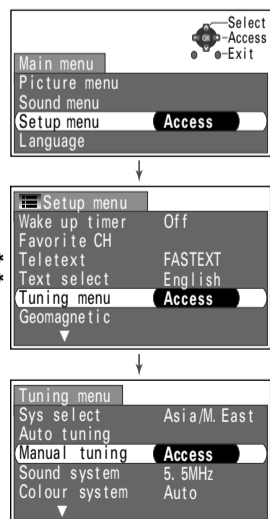 Select
Access
CH
Exit
Main menu
Picture menu
Sound menu
Setup menu Access
Language
Setup menu
Wake up timer Off
Favorite CH
* Teletext FASTEXT
* Text select English
Tuning menu Access
Geomagnetic
▼
Tuning menu
Sys select Asia/M. East
Auto tuning
Manual tuning Access
Sound system 5. 5MHz
Colour system Auto
▼